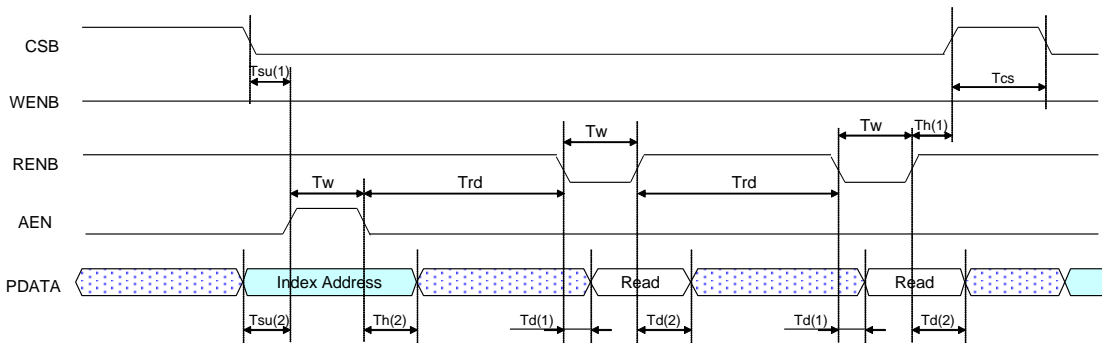 CSB
Tsu(1)
Tcs
WENB
Tw
Tw
Th(1)
RENB
Tw
Trd
Trd
AEN
PDATA
Index Address
Read
Read
Tsu(2)
Th(2)
Td(1)
Td(2)
Td(1)
Td(2)